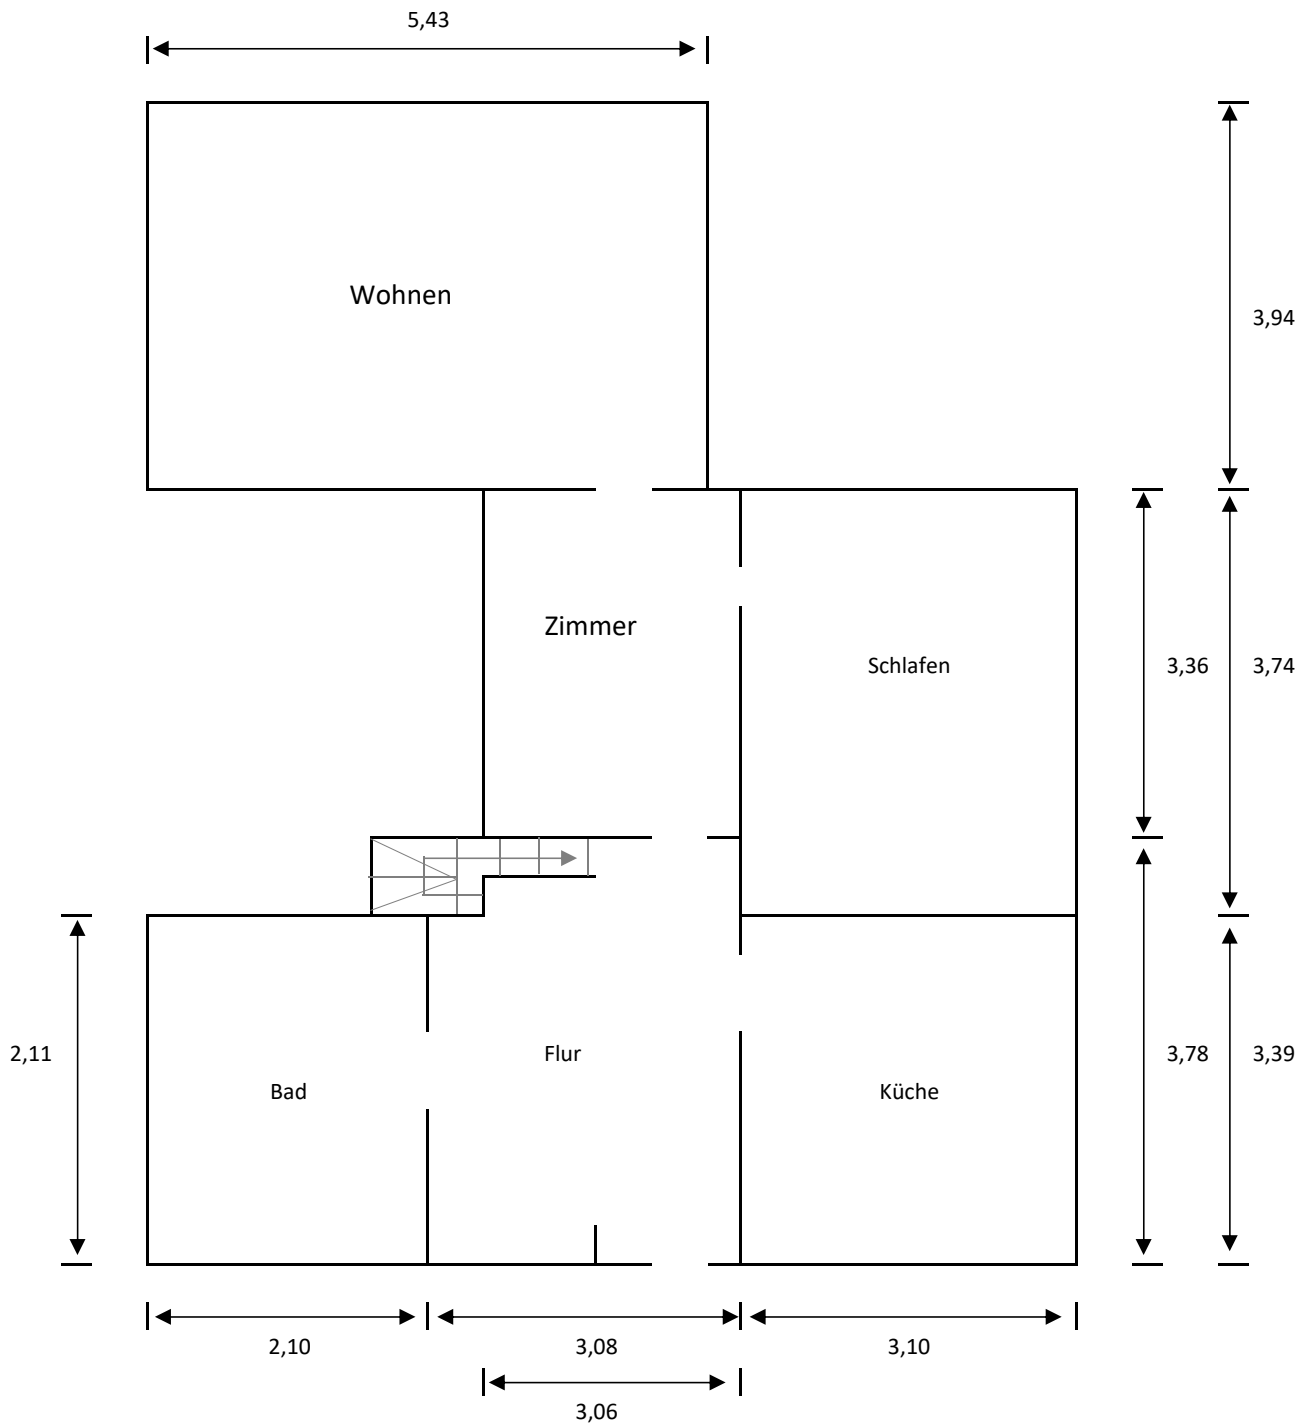 5,43
Wohnen
3,94
Zimmer
Schlafen
3,36
3,74
2,11
Flur
3,78
3,39
Bad
Küche
2,10
3,08
3,10
3,06